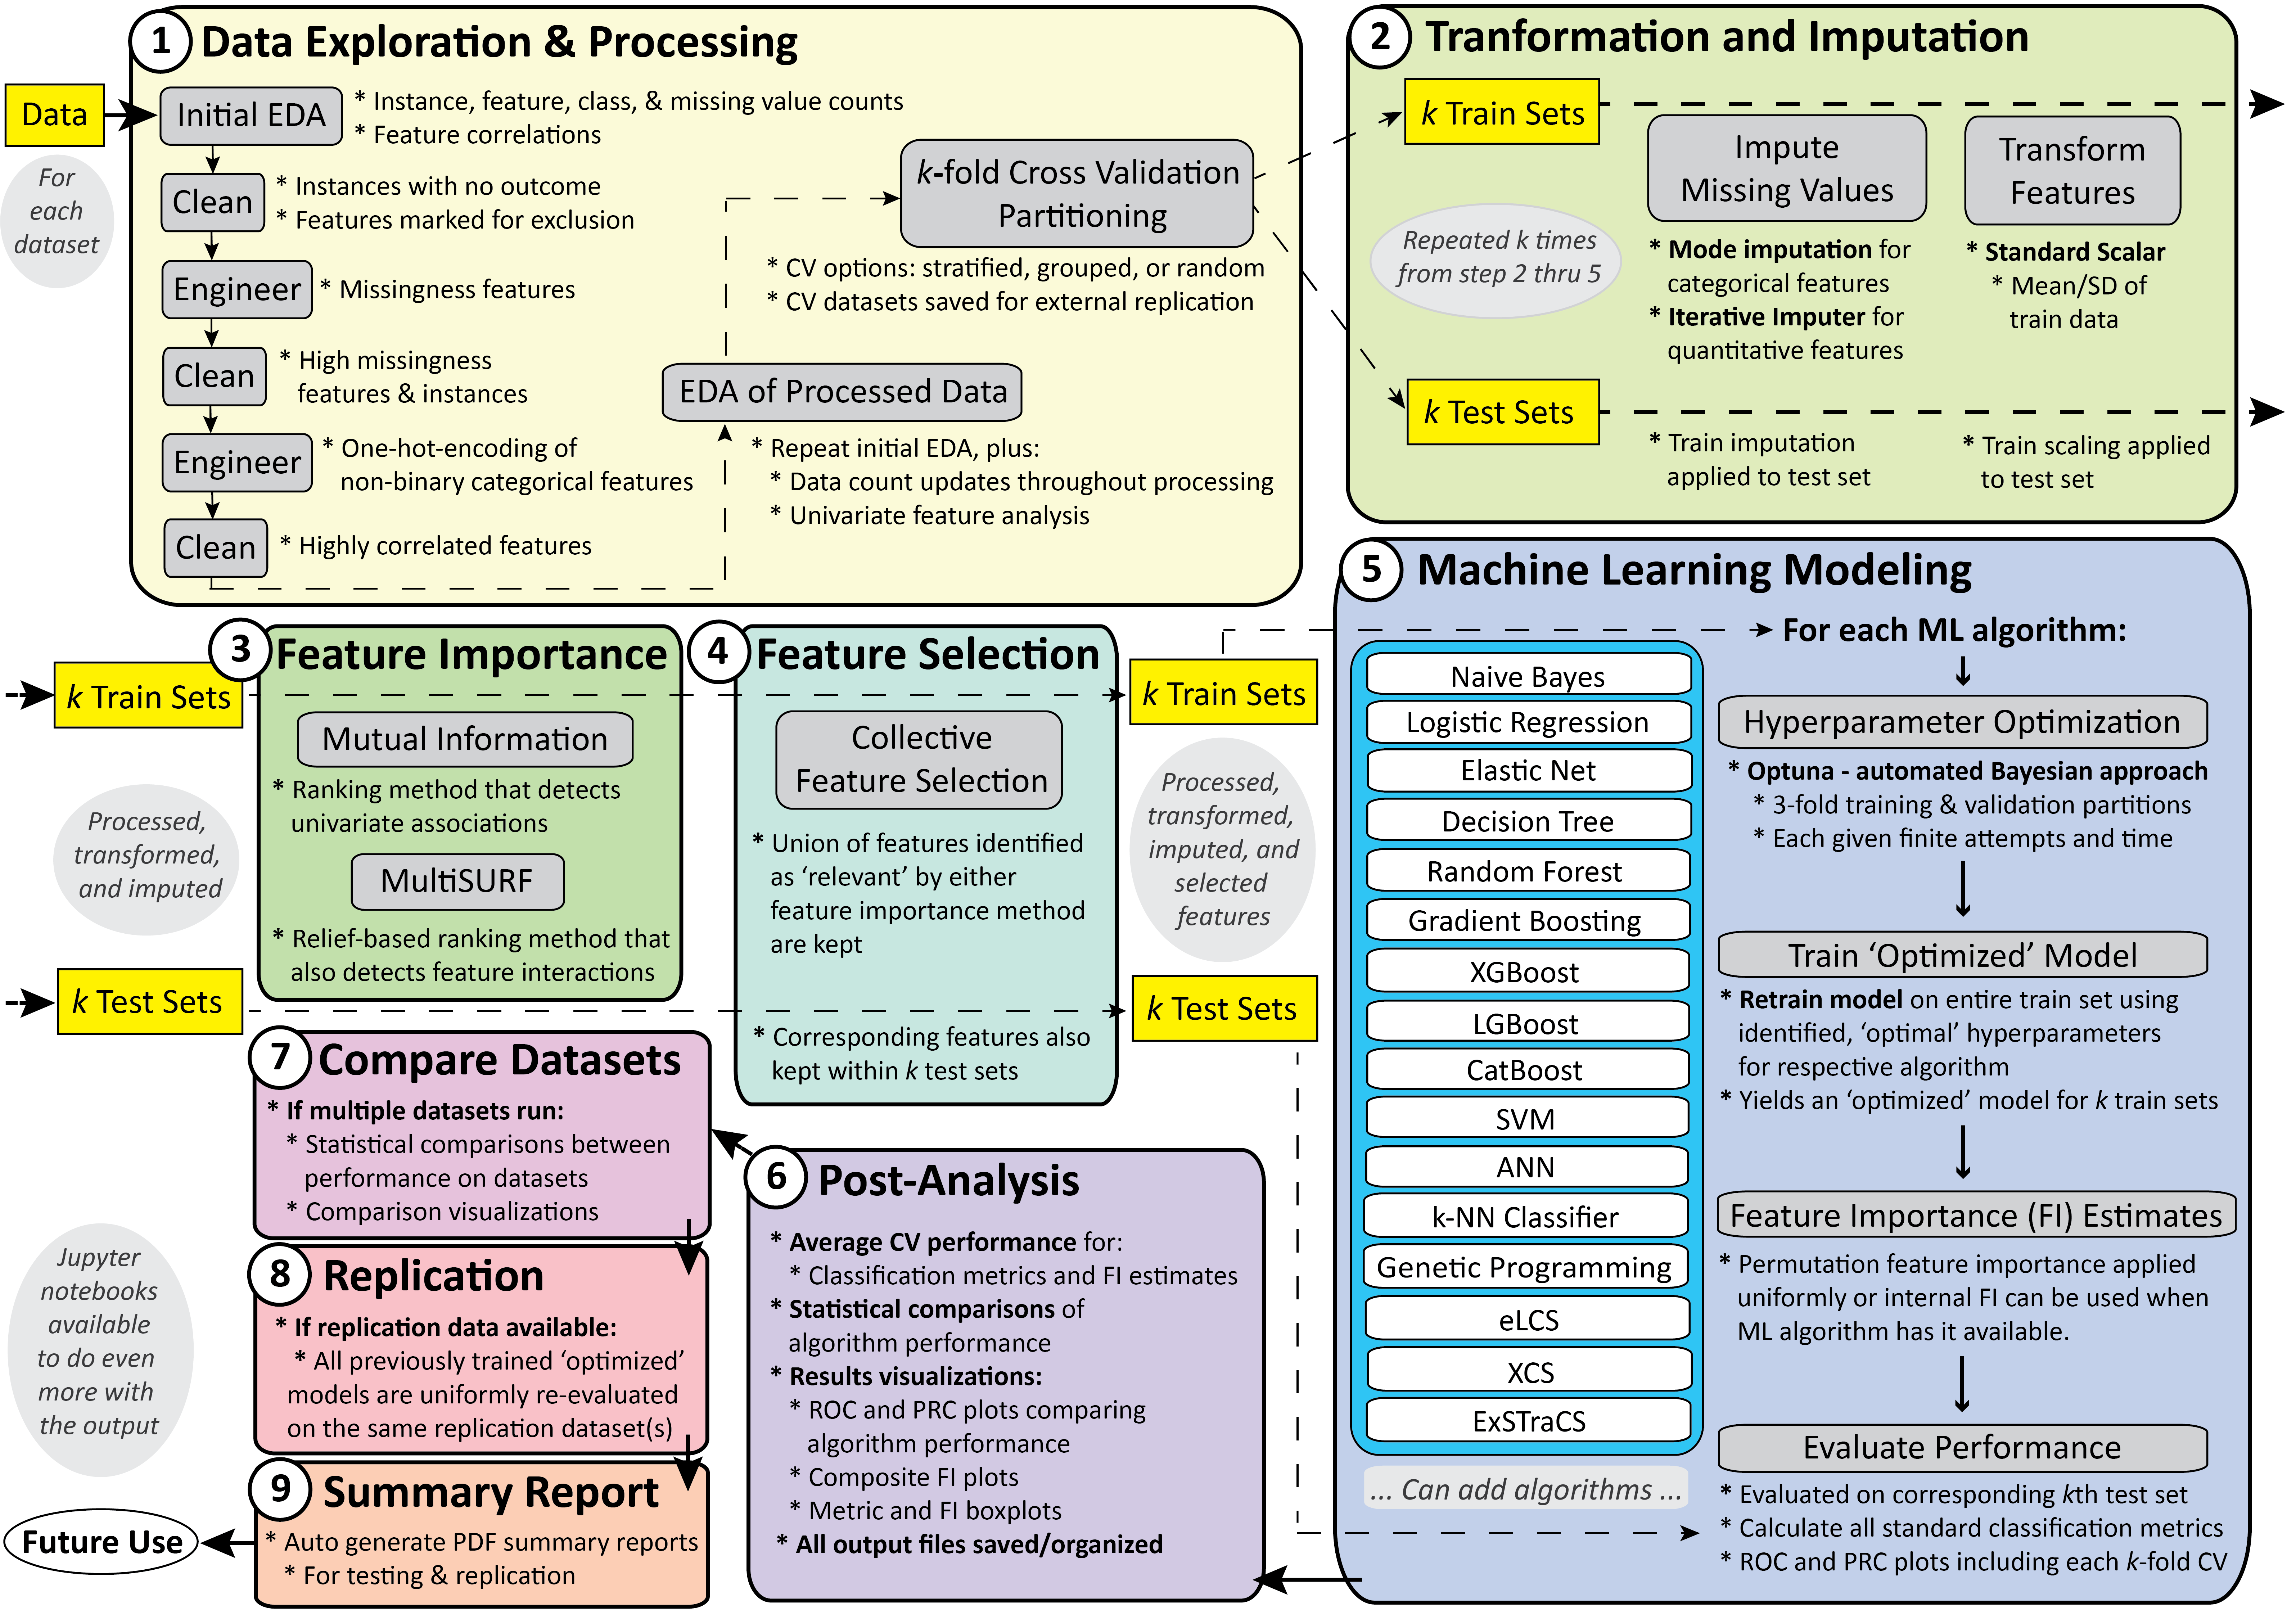 1 Data Exploration & Processing
Data
For
each
dataset
Initial EDA
* Instance, feature, class, & missing value counts
* Feature correlations
Clean
* Instances with no outcome
* Features marked for exclusion
Engineer
* Missingness features
Clean
* High missingness
features & instances
Engineer
* One-hot-encoding of
non-binary categorical features
Clean
* Highly correlated features
EDA of Processed Data
* Repeat initial EDA, plus:
* Data count updates throughout processing
* Univariate feature analysis
k-fold Cross Validation
Partitioning
* CV options: stratified, grouped, or random
* CV datasets saved for external replication
2 Tranformation and Imputation
k Train Sets
Repeated k times
from step 2 thru 5
Impute
Missing Values
* Mode imputation for
categorical features
* Iterative Imputer for
quantitative features
Transform
Features
* Standard Scalar
* Mean/SD of
train data
k Test Sets
* Train imputation
applied to test set
* Train scaling applied
to test set
3 Feature Importance
k Train Sets
Processed,
transformed,
and imputed
k Test Sets
Mutual Information
* Ranking method that detects
univariate associations
MultiSURF
* Relief-based ranking method that
also detects feature interactions
4 Feature Selection
Collective
Feature Selection
* Union of features identified
as ‘relevant’ by either
feature importance method
are kept
* Corresponding features also
kept within k test sets
k Train Sets
Processed,
transformed,
imputed, and
selected
features
k Test Sets
5 Machine Learning Modeling
Naive Bayes
Logistic Regression
Elastic Net
Decision Tree
Random Forest
Gradient Boosting
XGBoost
LGBoost
CatBoost
SVM
ANN
k-NN Classifier
Genetic Programming
eLCS
XCS
ExSTraCS
... Can add algorithms ...
For each ML algorithm:
Hyperparameter Optimization
* Optuna - automated Bayesian approach
* 3-fold training & validation partitions
* Each given finite attempts and time
Train ‘Optimized’ Model
* Retrain model on entire train set using
identified, ‘optimal’ hyperparameters
for respective algorithm
* Yields an ‘optimized’ model for k train sets
Feature Importance (FI) Estimates
* Permutation feature importance applied
uniformly or internal FI can be used when
ML algorithm has it available.
Evaluate Performance
* Evaluated on corresponding kth test set
* Calculate all standard classification metrics
* ROC and PRC plots including each k-fold CV
6 Post-Analysis
* Average CV performance for:
* Classification metrics and FI estimates
* Statistical comparisons of
algorithm performance
* Results visualizations:
* ROC and PRC plots comparing
algorithm performance
* Composite FI plots
* Metric and FI boxplots
* All output files saved/organized
7 Compare Datasets
* If multiple datasets run:
* Statistical comparisons between
performance on datasets
* Comparison visualizations
8 Replication
* If replication data available:
* All previously trained ‘optimized’
models are uniformly re-evaluated
on the same replication dataset(s)
9 Summary Report
* Auto generate PDF summary reports
* For testing & replication
Jupyter
notebooks
available
to do even
more with
the output
Future Use